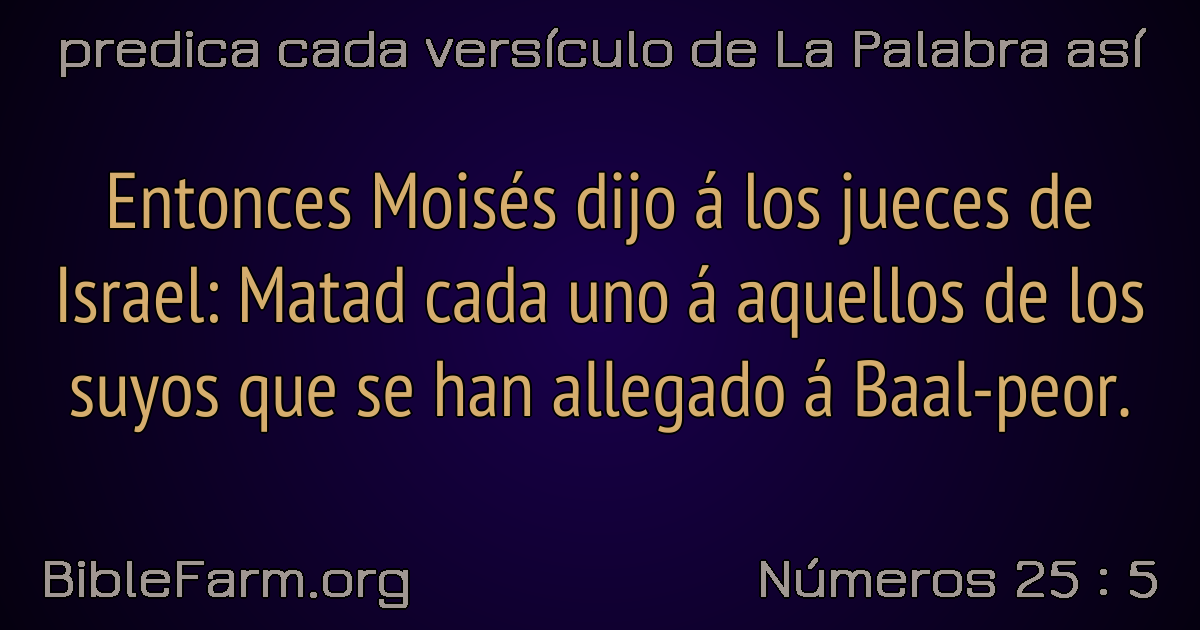 predica cada versículo de La Palabra así
Entonces Moisés dijo á los jueces de
Israel: Matad cada uno á aquellos de los
suyos que se han allegado á Baal-peor.
BibleFarm.org
Números 25 : 5